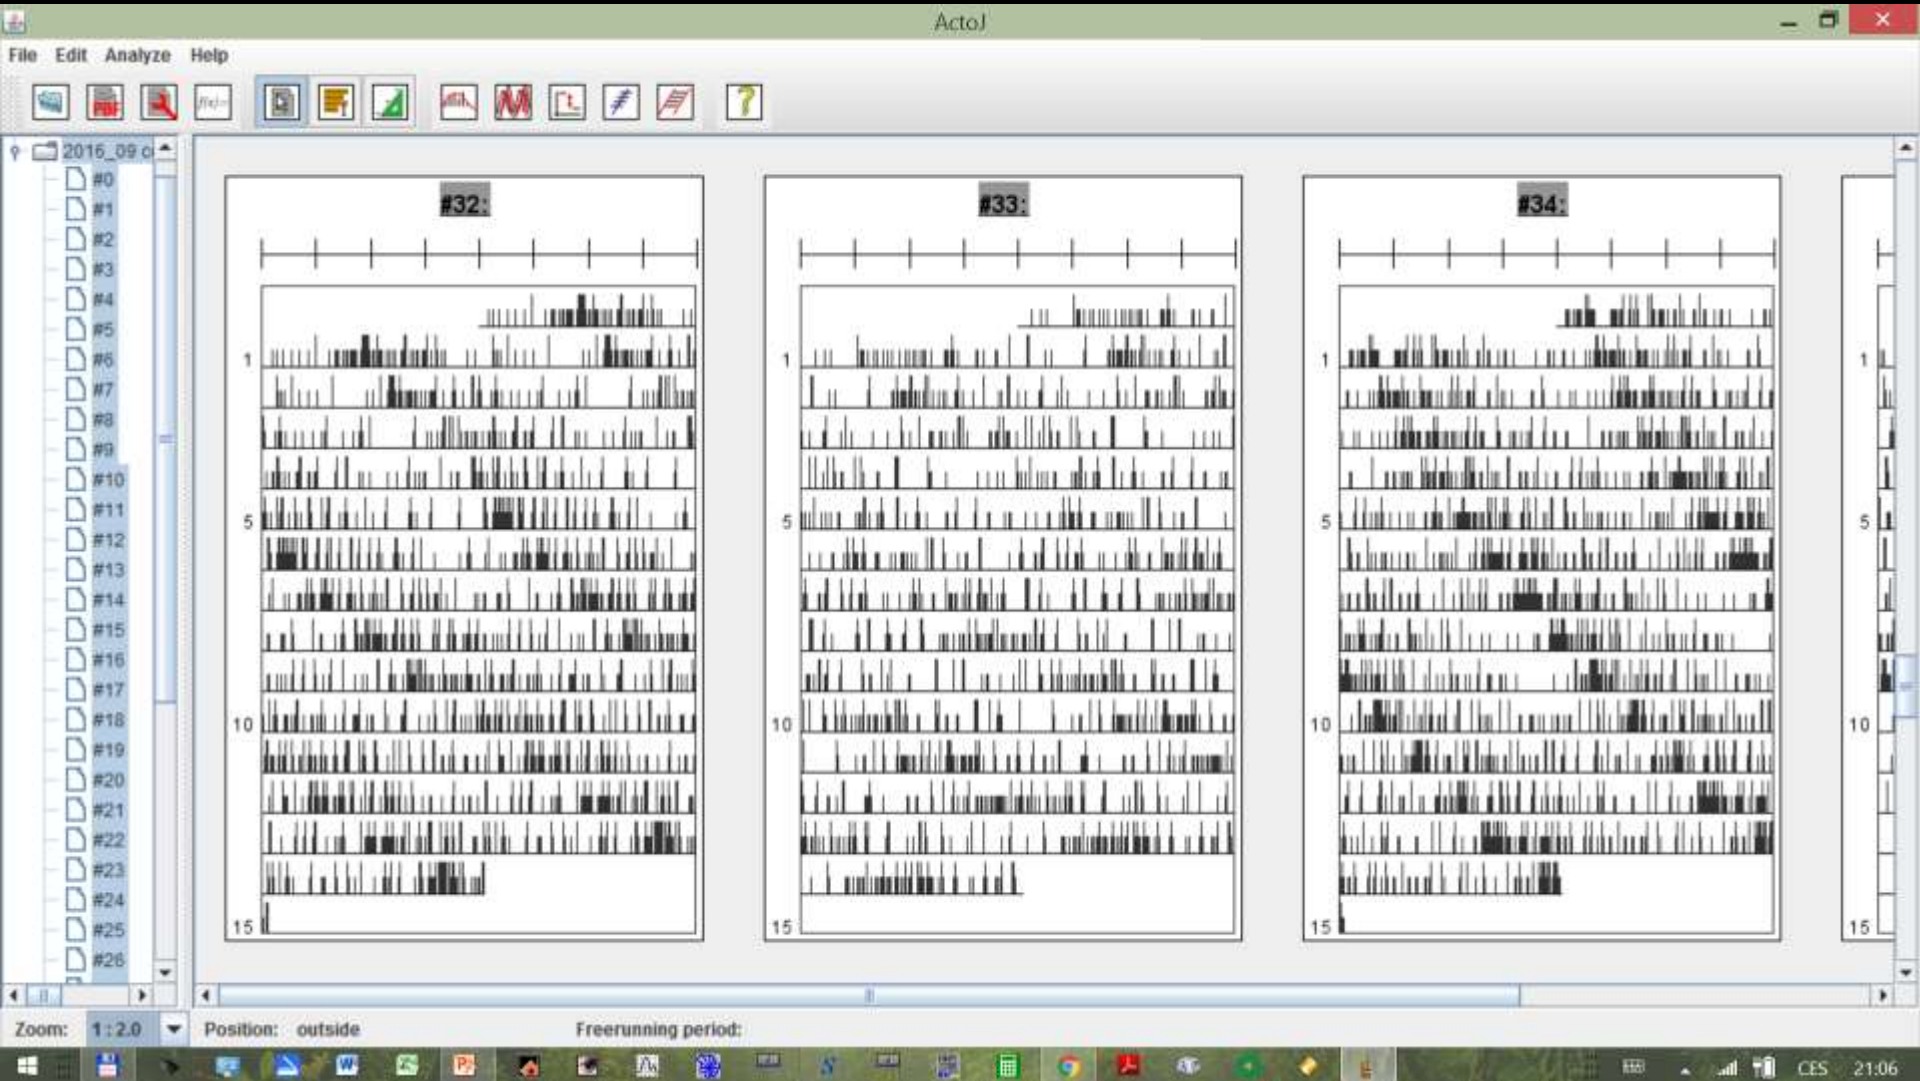 ActoJ
File Edit Analyze Help
PDF f(x)=
2016_09
#0
#1
#2
#3
#4
#5
#6
#7
#8
#9
#10
#11
#12
#13
#14
#15
#16
#17
#18
#19
#20
#21
#22
#23
#24
#25
#26
#32: #33: #34:
1 1 1 1
5 5 5 5
10 10 10 10
15 15 15 15
Zoom: 1 : 2.0 Position: outside Freerunning period:
CES 21:06